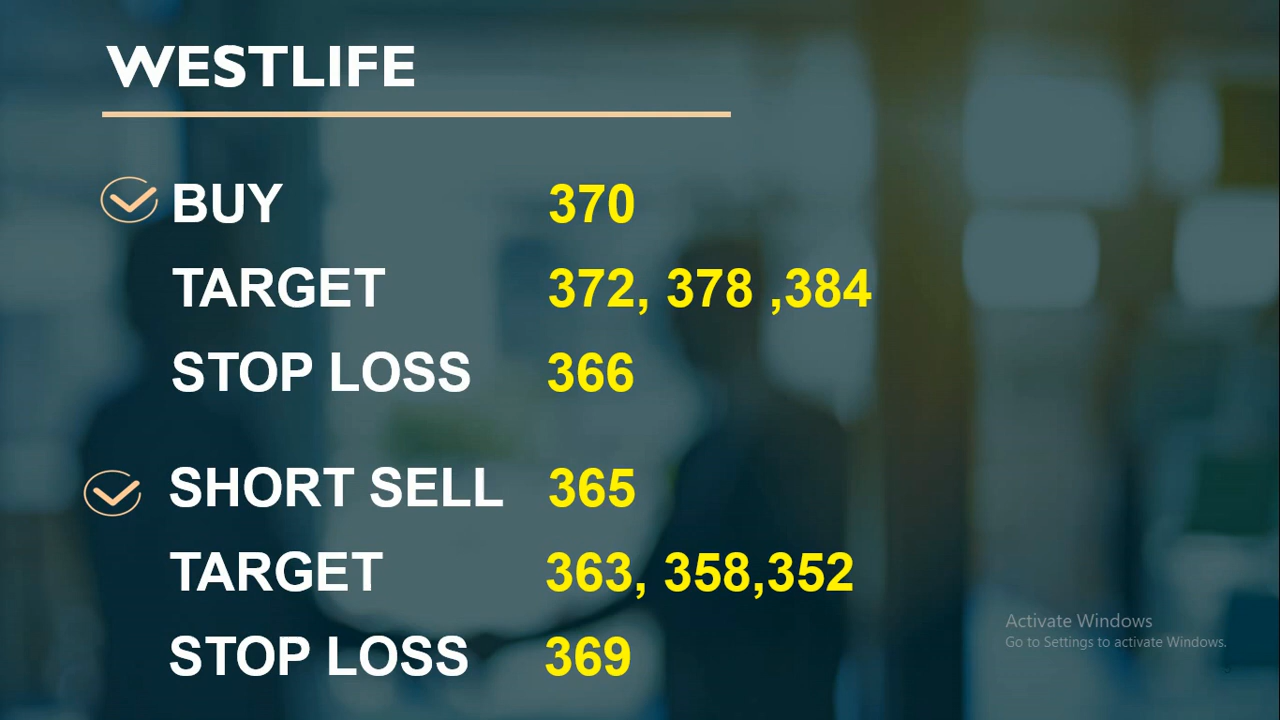 WESTLIFE
BUY 370
TARGET 372, 378 ,384
STOP LOSS 366
SHORT SELL 365
TARGET 363, 358,352
STOP LOSS 369
Activate Windows
Go to Settings to activate Windows.